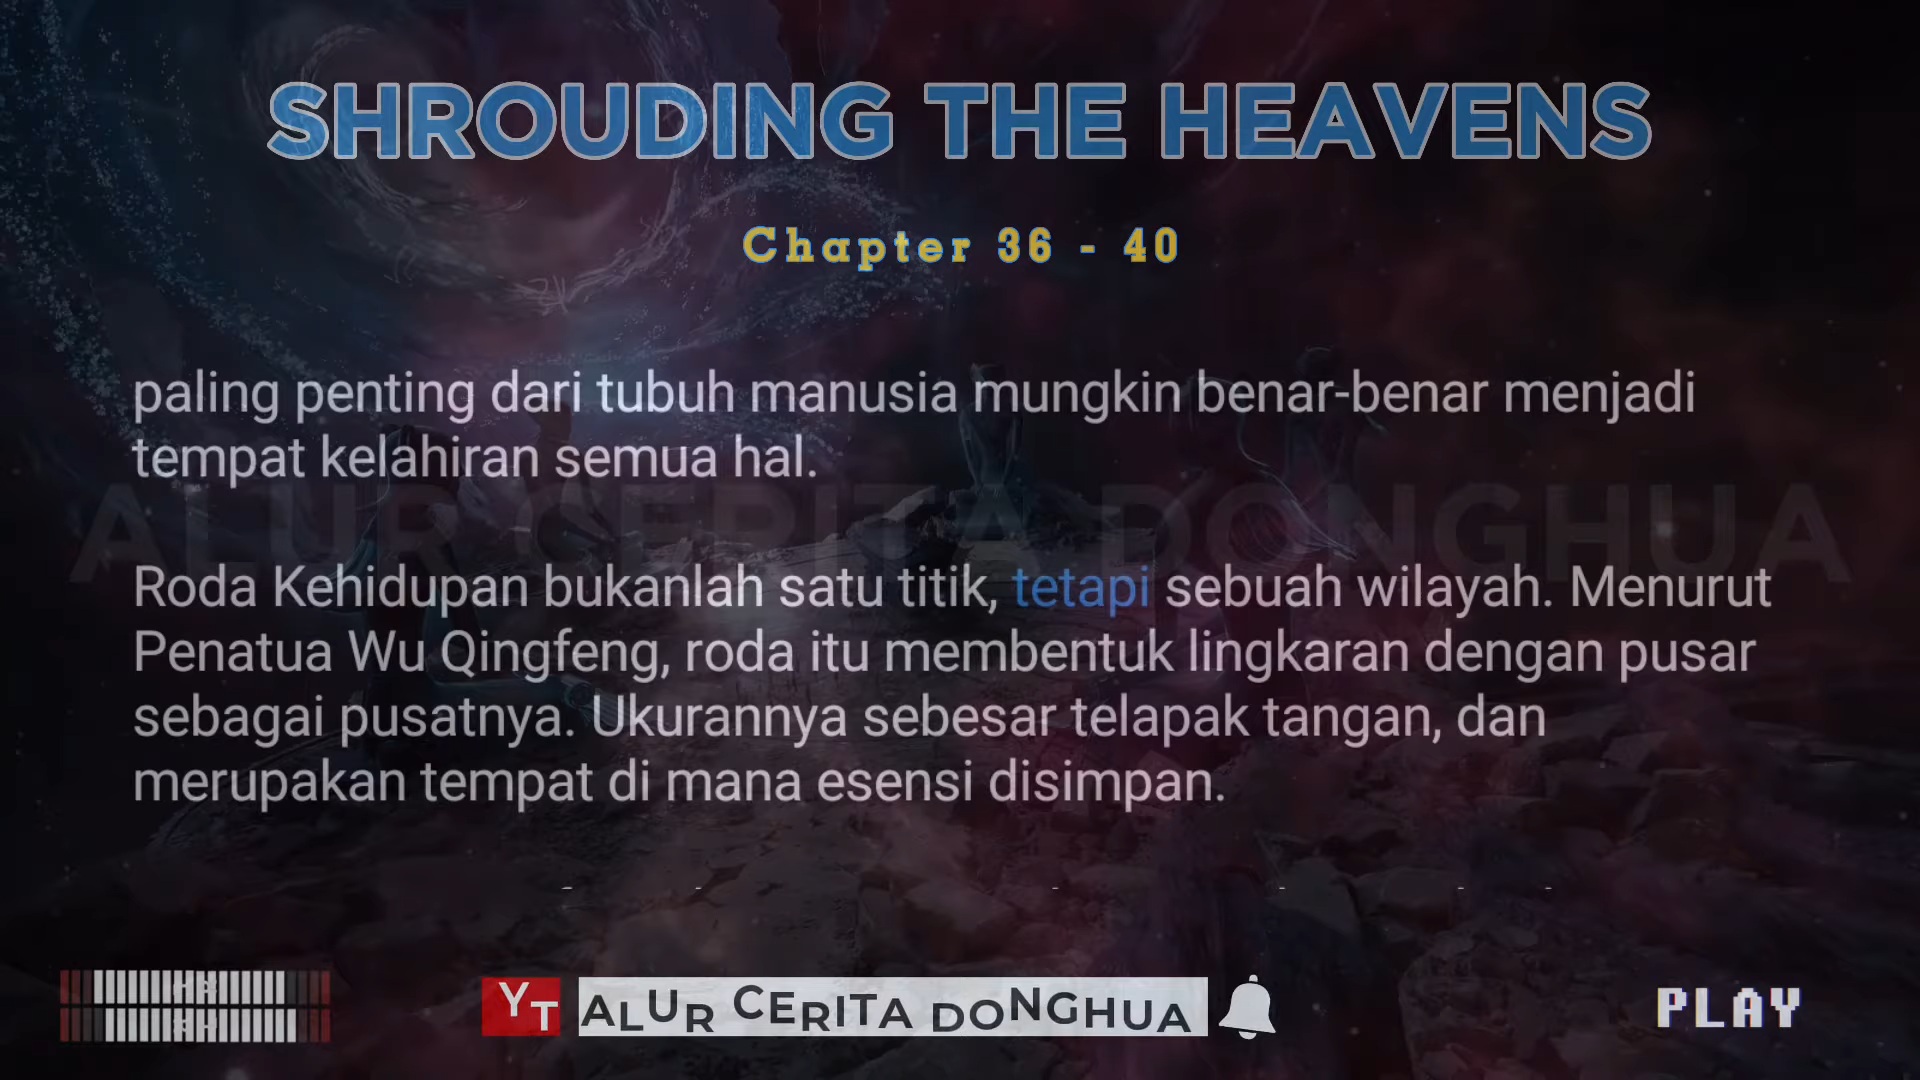 SHROUDING THE HEAVENS
Chapter 36 - 40
paling penting dari tubuh manusia mungkin benar-benar menjadi
tempat kelahiran semua hal.
ALUR CERITA DONGHUA
Roda Kehidupan bukanlah satu titik, tetapi sebuah wilayah. Menurut
Penatua Wu Qingfeng, roda itu membentuk lingkaran dengan pusar
sebagai pusatnya. Ukurannya sebesar telapak tangan, dan
merupakan tempat di mana esensi disimpan.
YT ALUR CERITA DONGHUA
PLAY